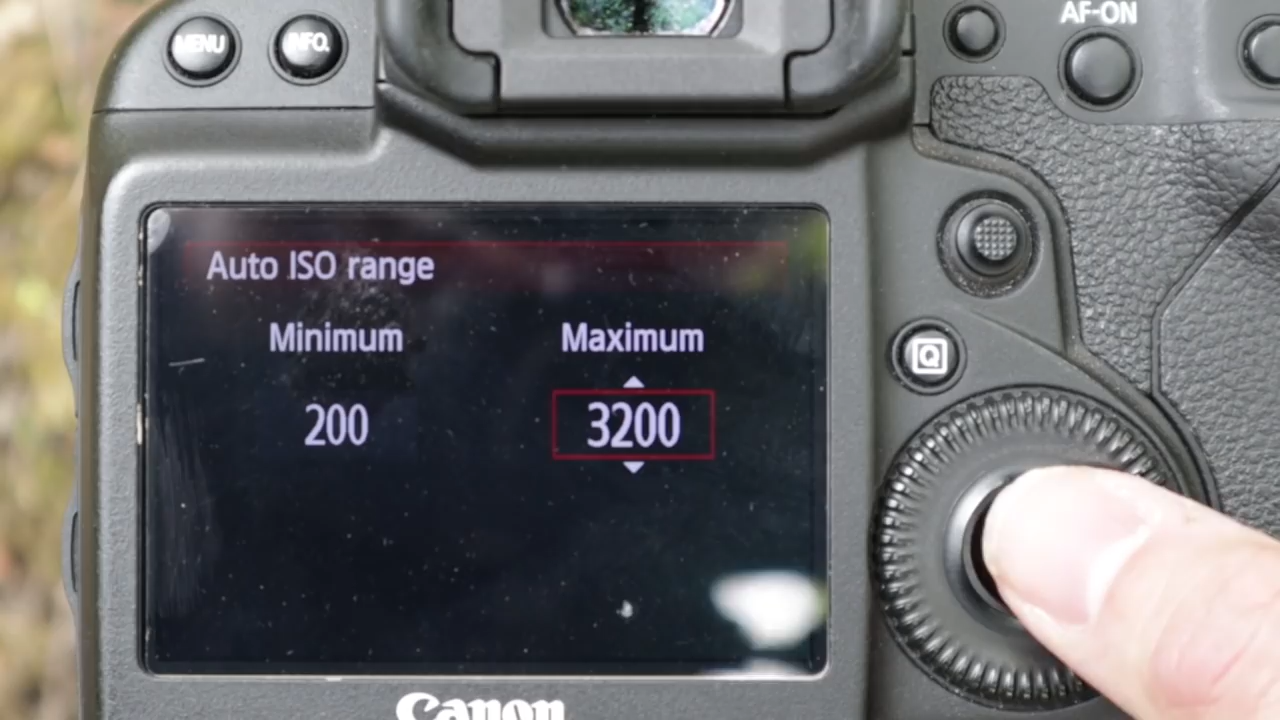 AF-ON
MENU
INFO.
Auto ISO range
Minimum
Maximum
Q
200
3200
Canon